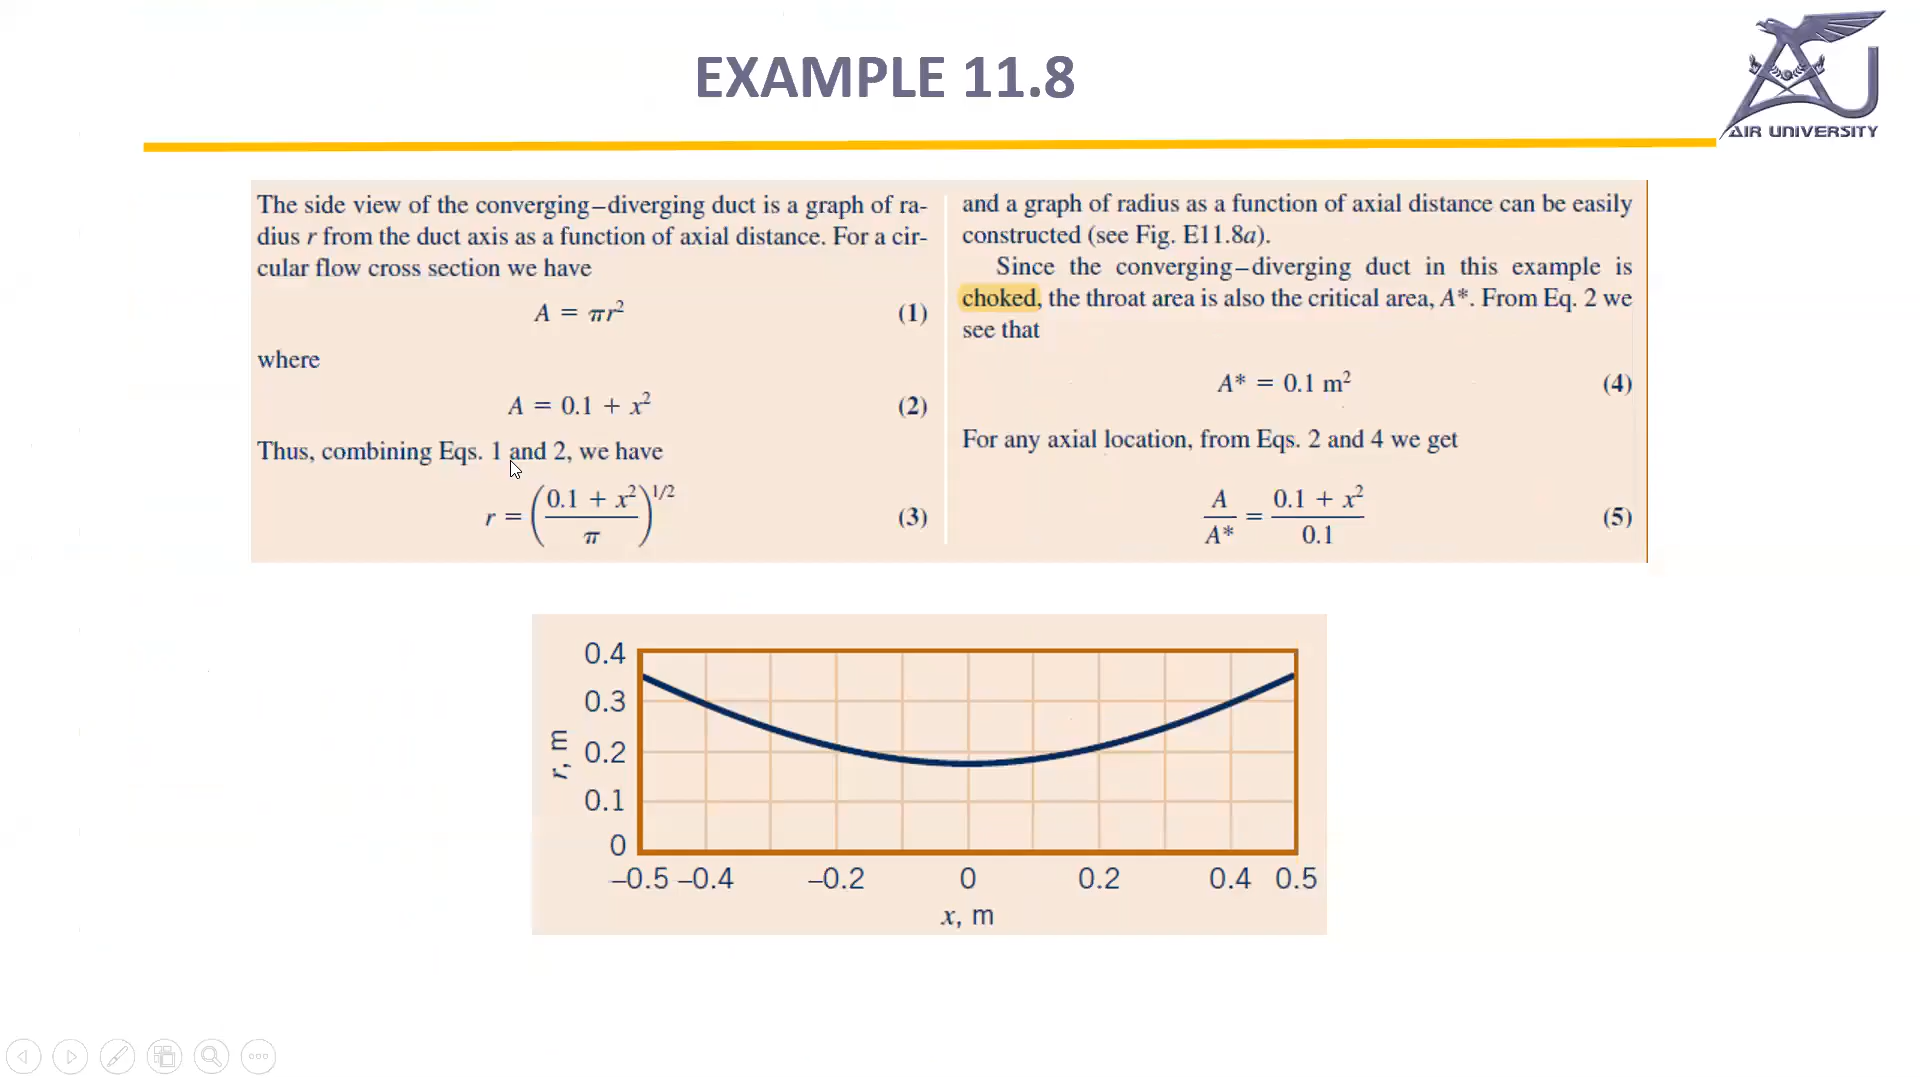 EXAMPLE 11.8
AIR UNIVERSITY
The side view of the converging–diverging duct is a graph of ra-
dius r from the duct axis as a function of axial distance. For a cir-
cular flow cross section we have
A = πr² (1)
where
A = 0.1 + x² (2)
Thus, combining Eqs. 1 and 2, we have
r = ((0.1 + x²)/π)^1/2 (3)
and a graph of radius as a function of axial distance can be easily
constructed (see Fig. E11.8a).
Since the converging–diverging duct in this example is
choked, the throat area is also the critical area, A*. From Eq. 2 we
see that
A* = 0.1 m² (4)
For any axial location, from Eqs. 2 and 4 we get
A/A* = (0.1 + x²)/0.1 (5)
0.4
0.3
0.2
0.1
0
r, m
–0.5 –0.4 –0.2 0 0.2 0.4 0.5
x, m